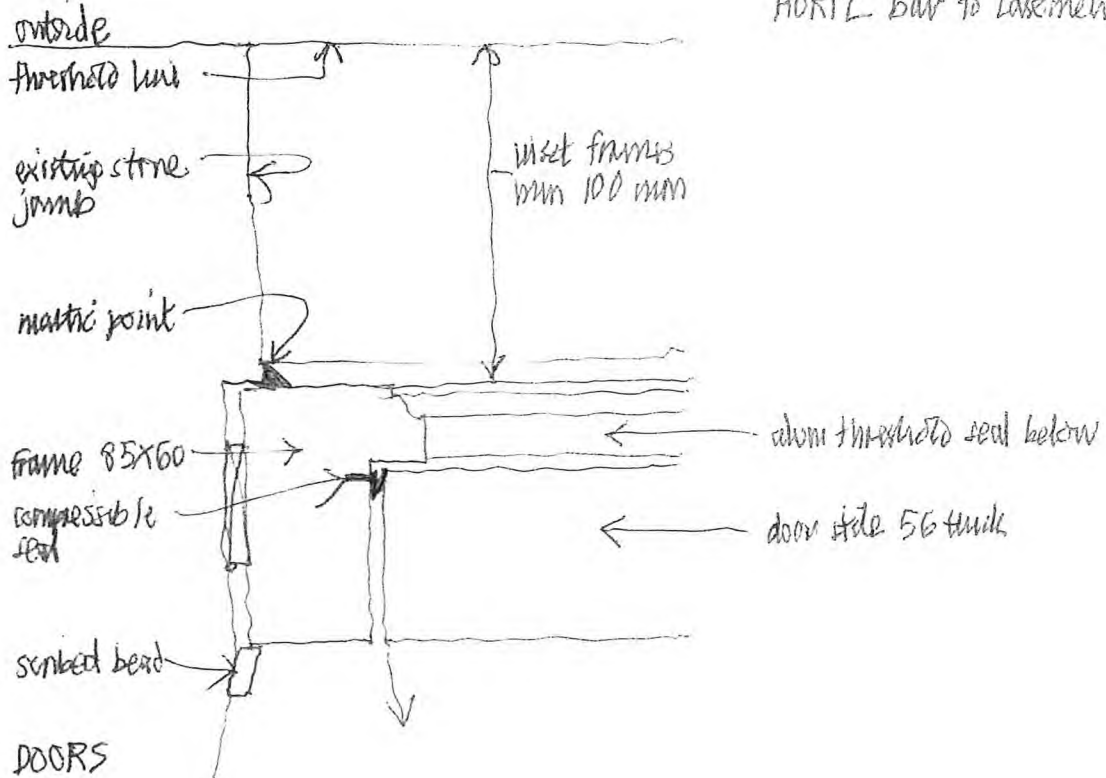 HORIZ bar to casement
outside
threshold line
existing stone
jamb
inset frames
min 100 mm
mastic point
frame 85X60
compressible
seal
alum threshold seal below
door stile 56 thick
scribed bead
DOORS